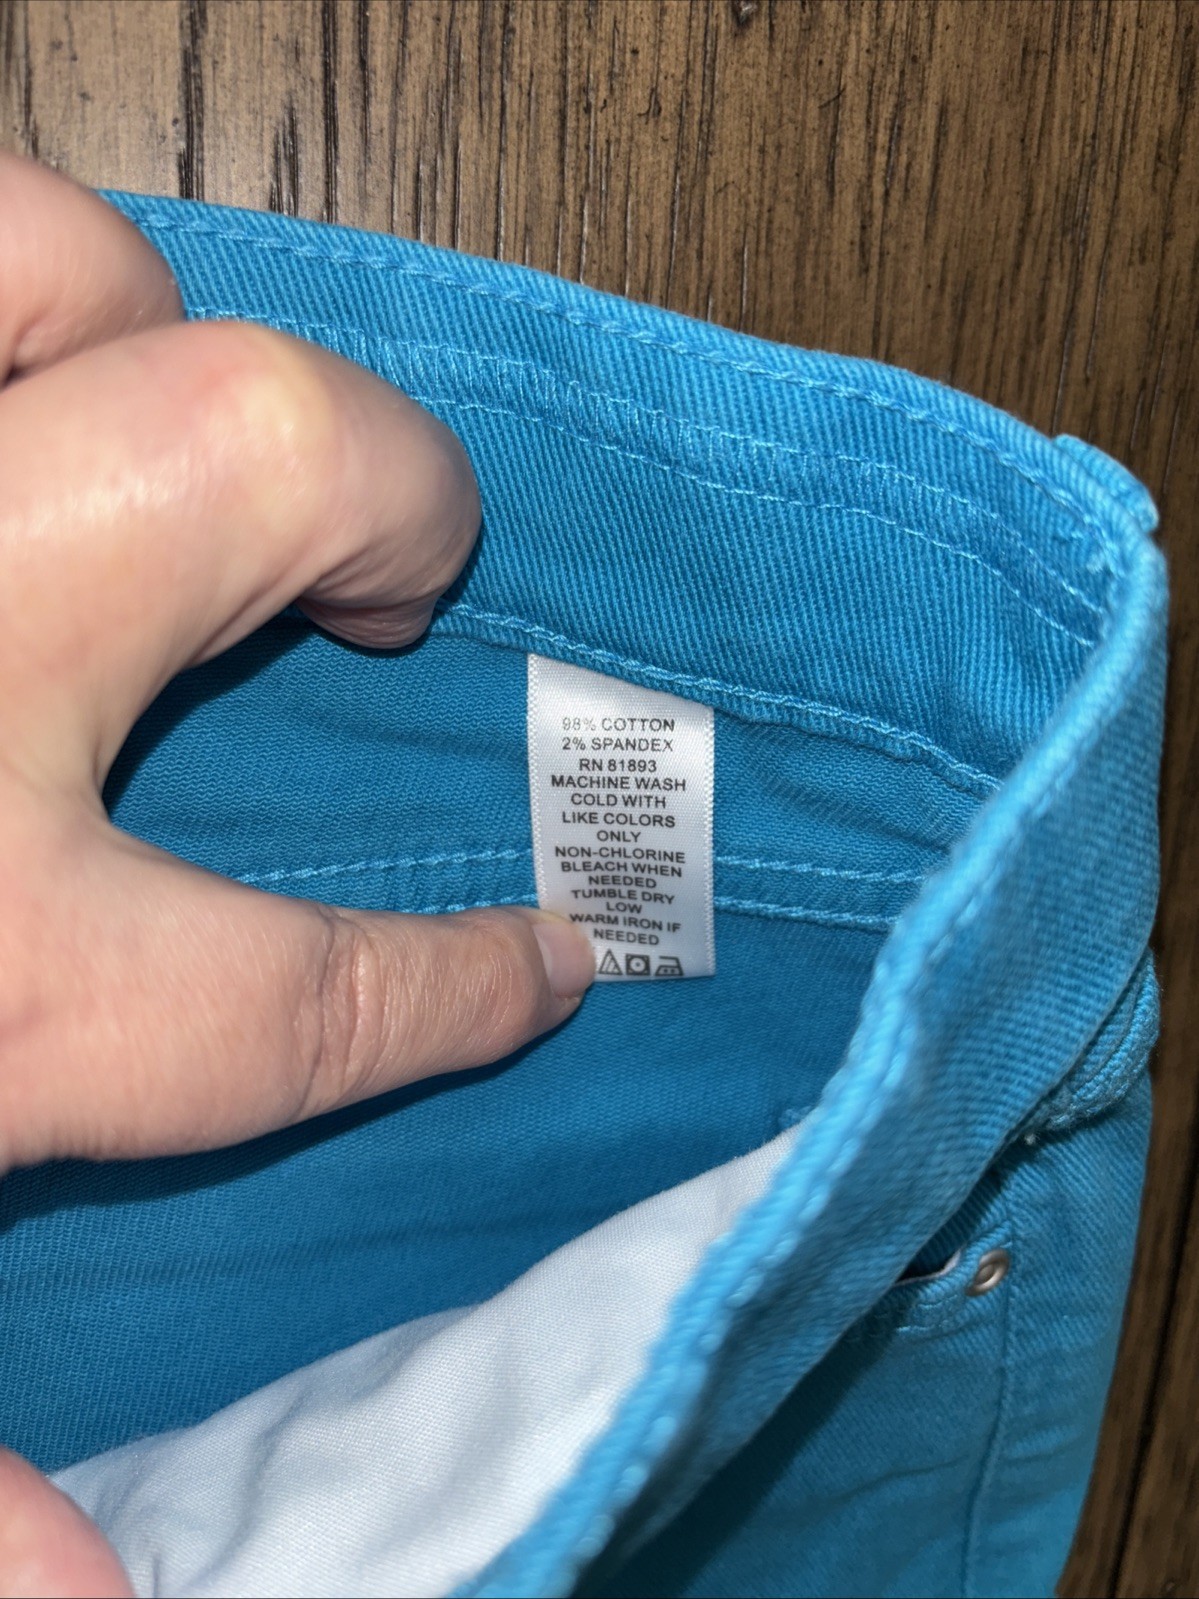 98% COTTON
2% SPANDEX
RN 81893
MACHINE WASH
COLD WITH
LIKE COLORS
ONLY
NON-CHLORINE
BLEACH WHEN
NEEDED
TUMBLE DRY
LOW
WARM IRON IF
NEEDED